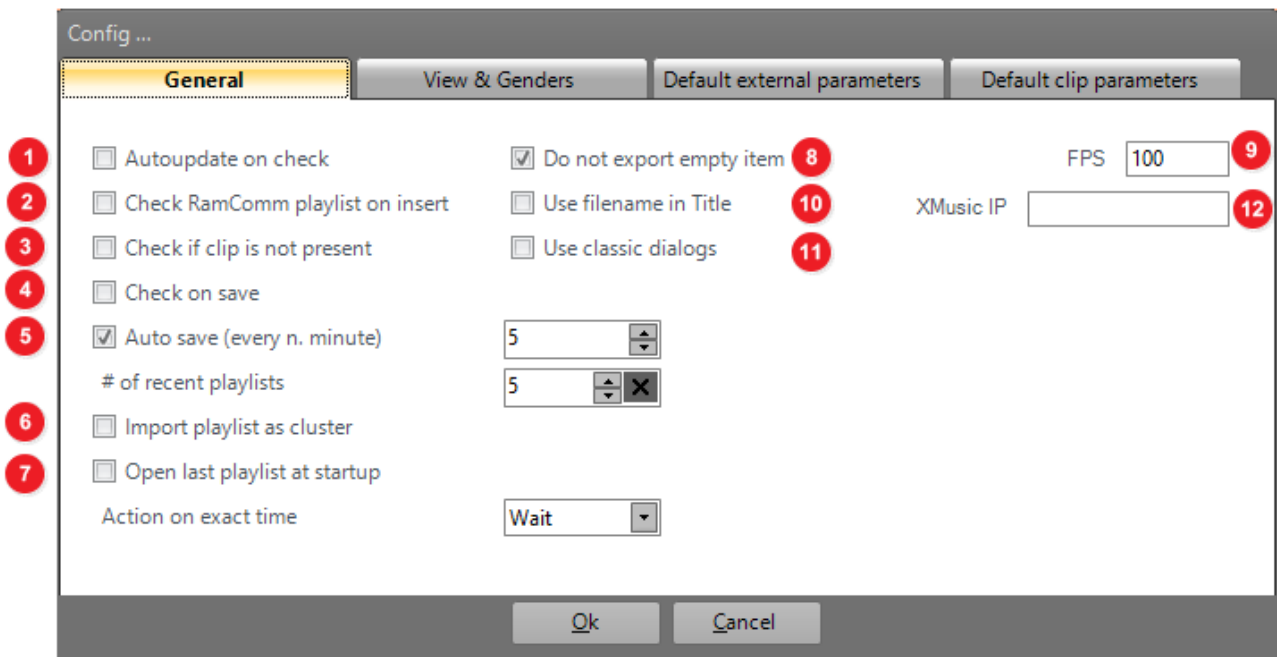 Config ...
General View & Genders Default external parameters Default clip parameters
1 Autoupdate on check Do not export empty item 8 FPS 100 9
2 Check RamComm playlist on insert Use filename in Title 10 XMusic IP 12
3 Check if clip is not present Use classic dialogs 11
4 Check on save
5 Auto save (every n. minute) 5
# of recent playlists 5
6 Import playlist as cluster
7 Open last playlist at startup
Action on exact time Wait
Ok Cancel